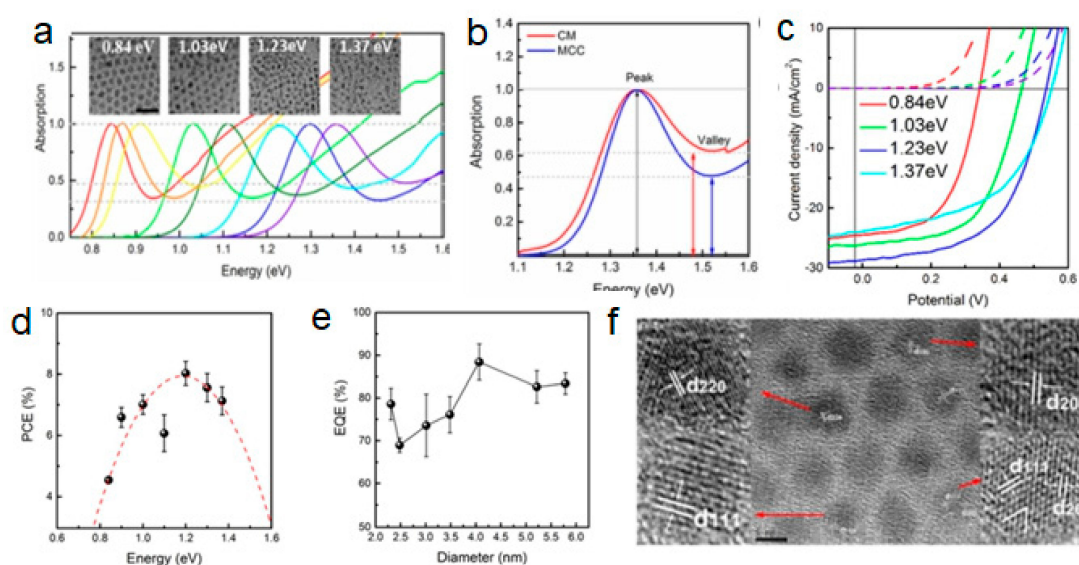 a
0.84 eV
1.03eV
1.23eV
1.37 eV
Absorption
1.5
1.0
0.5
0.0
0.8 0.9 1.0 1.1 1.2 1.3 1.4 1.5 1.6
Energy (eV)
b
CM
MCC
Peak
Valley
Absorption
1.4
1.2
1.0
0.8
0.6
0.4
0.2
1.1 1.2 1.3 1.4 1.5 1.6
Energy (eV)
c
0.84eV
1.03eV
1.23eV
1.37eV
Current density (mA/cm²)
10
0
-10
-20
-30
0.0 0.2 0.4 0.6
Potential (V)
d
PCE (%)
10
8
6
4
0.6 0.8 1.0 1.2 1.4 1.6
Energy (eV)
e
EQE (%)
100
90
80
70
60
50
2.0 2.5 3.0 3.5 4.0 4.5 5.0 5.5 6.0
Diameter (nm)
f
d220
d111
d20
d111
d20